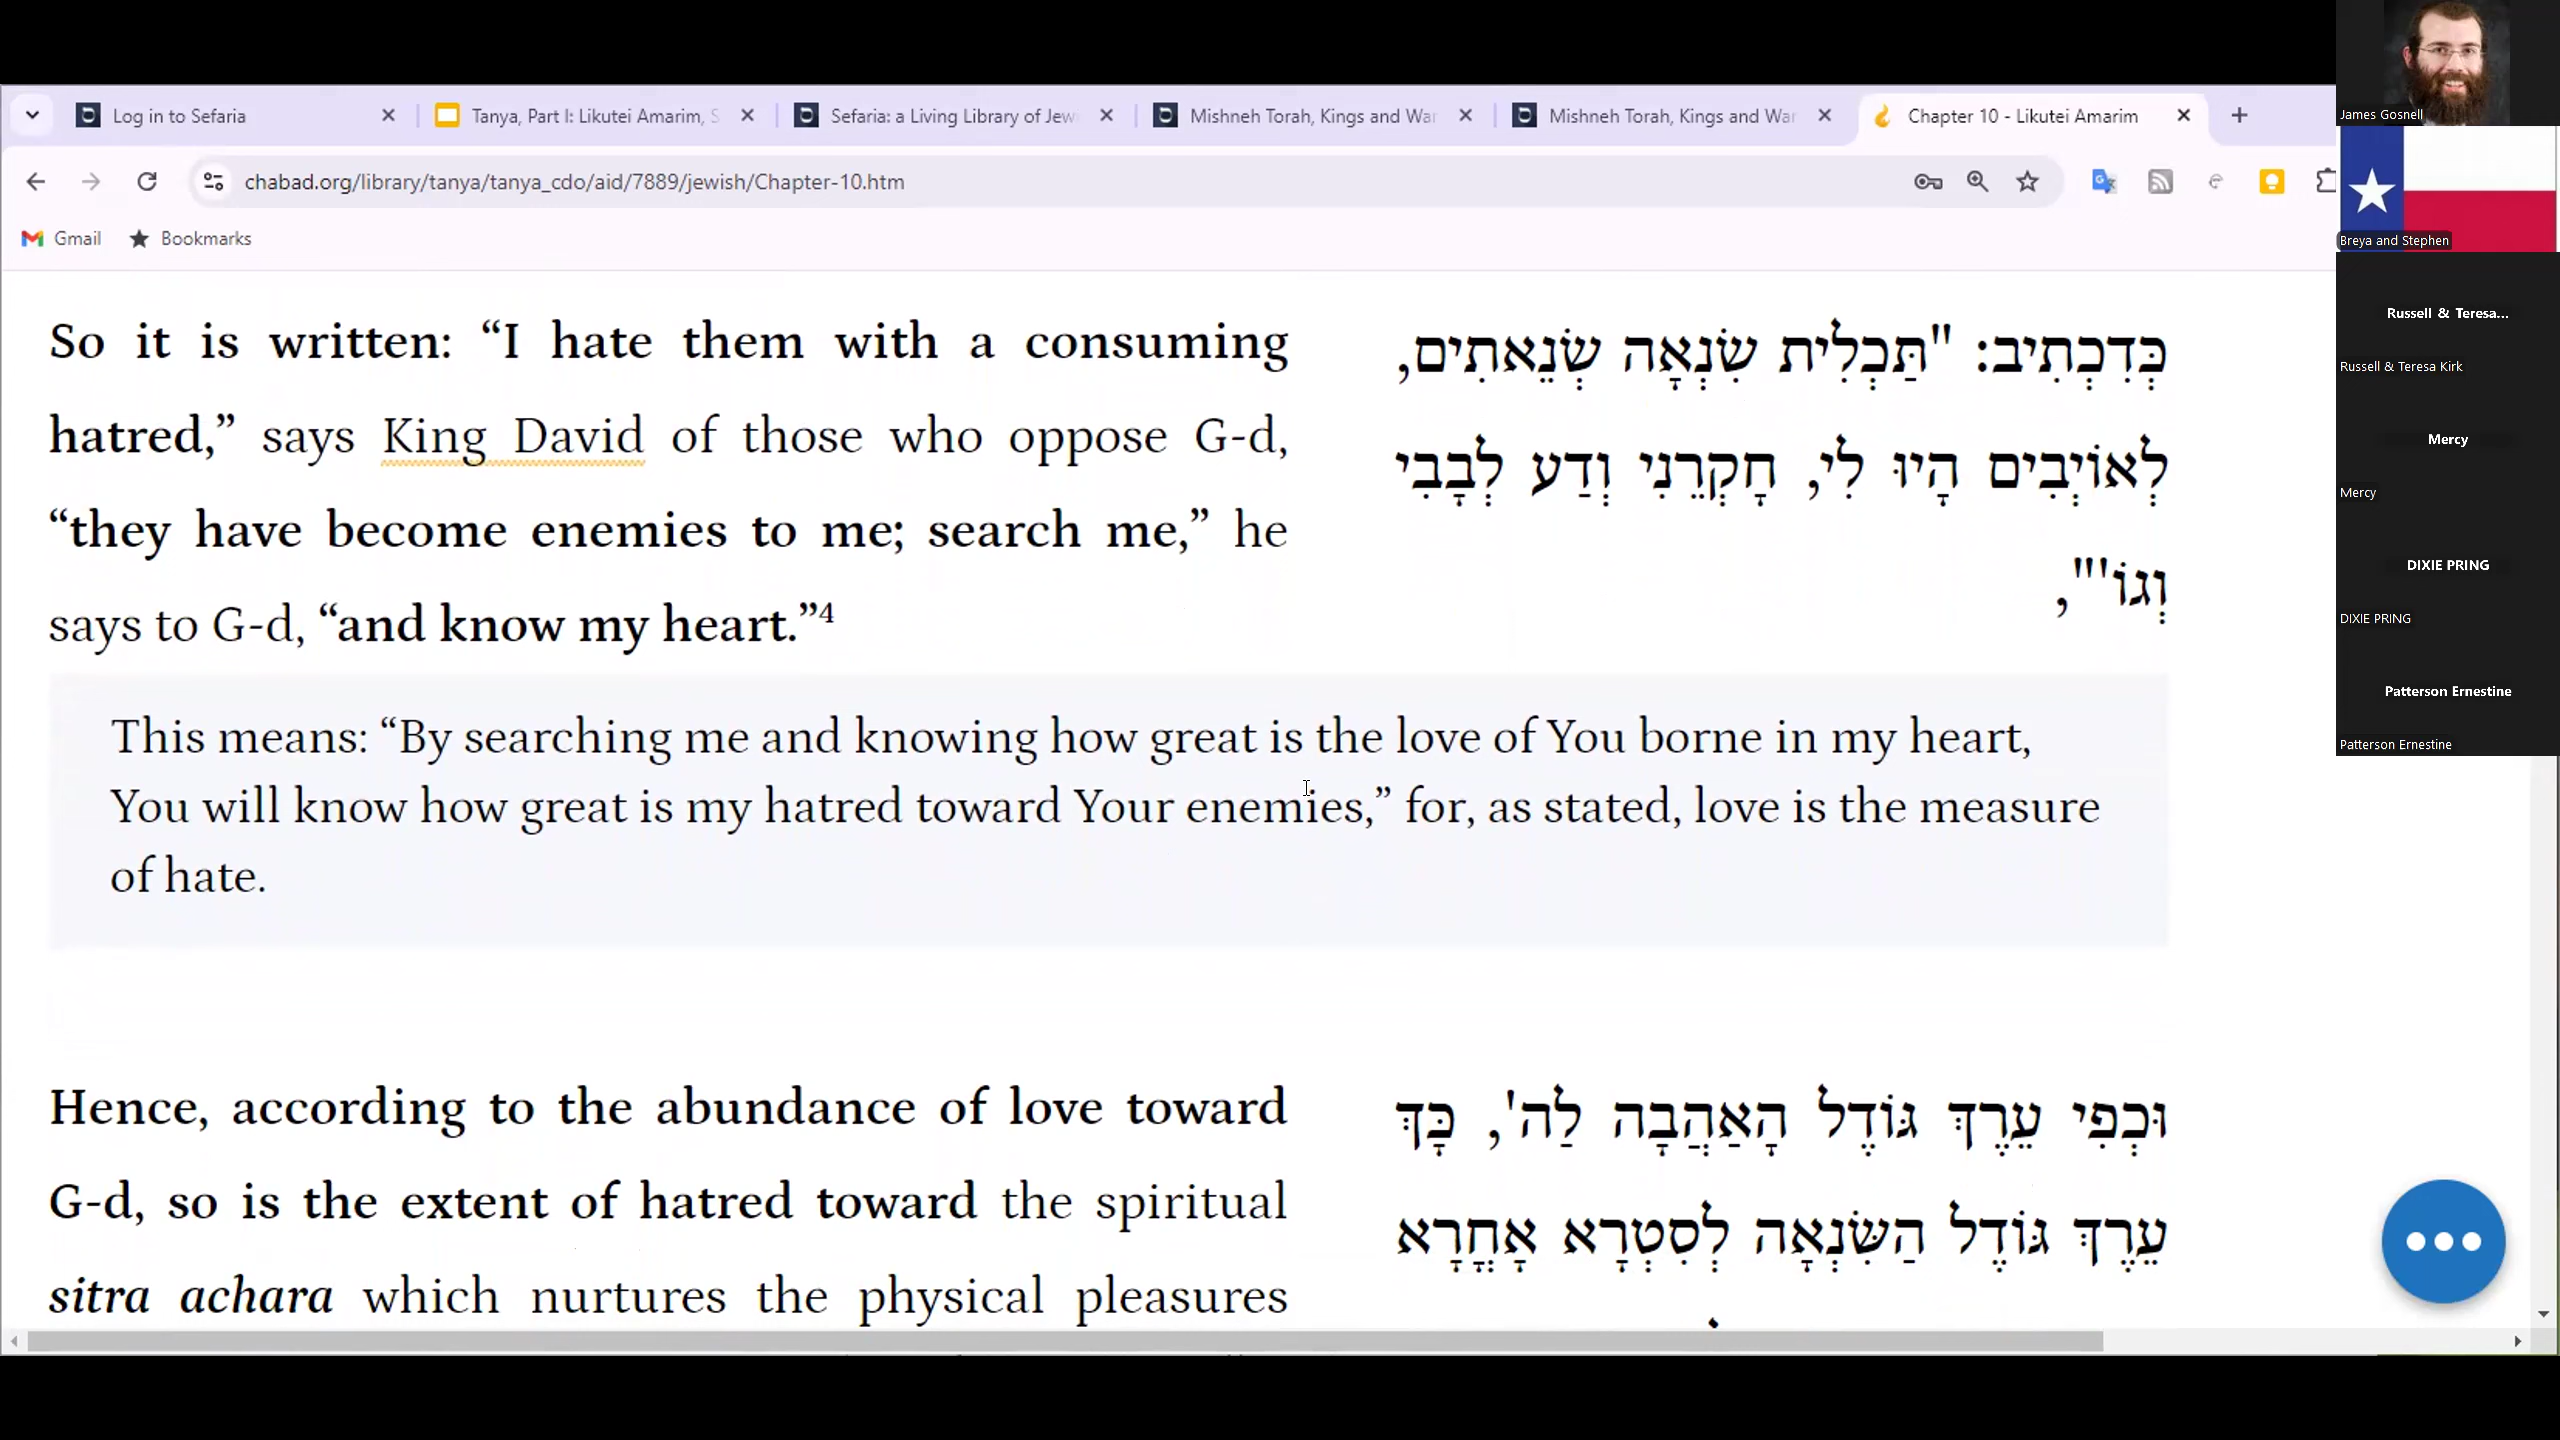 Log in to Sefaria
Tanya, Part I: Likutei Amarim, S
Sefaria: a Living Library of Jew
Mishneh Torah, Kings and War
Mishneh Torah, Kings and War
Chapter 10 - Likutei Amarim
chabad.org/library/tanya/tanya_cdo/aid/7889/jewish/Chapter-10.htm
Gmail
Bookmarks
So it is written: “I hate them with a consuming
hatred,” says King David of those who oppose G-d,
“they have become enemies to me; search me,” he
says to G-d, “and know my heart.”4
כְּדִכְתִיב: "תַּכְלִית שִׂנְאָה שְׂנֵאתִים,
לְאוֹיְבִים הָיוּ לִי, חָקְרֵנִי וְדַע לְבָבִי
וְגוֹ'",
This means: “By searching me and knowing how great is the love of You borne in my heart,
You will know how great is my hatred toward Your enemies,” for, as stated, love is the measure
of hate.
Hence, according to the abundance of love toward
G-d, so is the extent of hatred toward the spiritual
sitra achara which nurtures the physical pleasures
וּכְפִי עֵרֶךְ גּוֹדֶל הָאַהֲבָה לַה', כָּךְ
עֵרֶךְ גּוֹדֶל הַשִּׂנְאָה לְסִטְרָא אָחֳרָא
James Gosnell
Breya and Stephen
Russell & Teresa...
Russell & Teresa Kirk
Mercy
Mercy
DIXIE PRING
DIXIE PRING
Patterson Ernestine
Patterson Ernestine